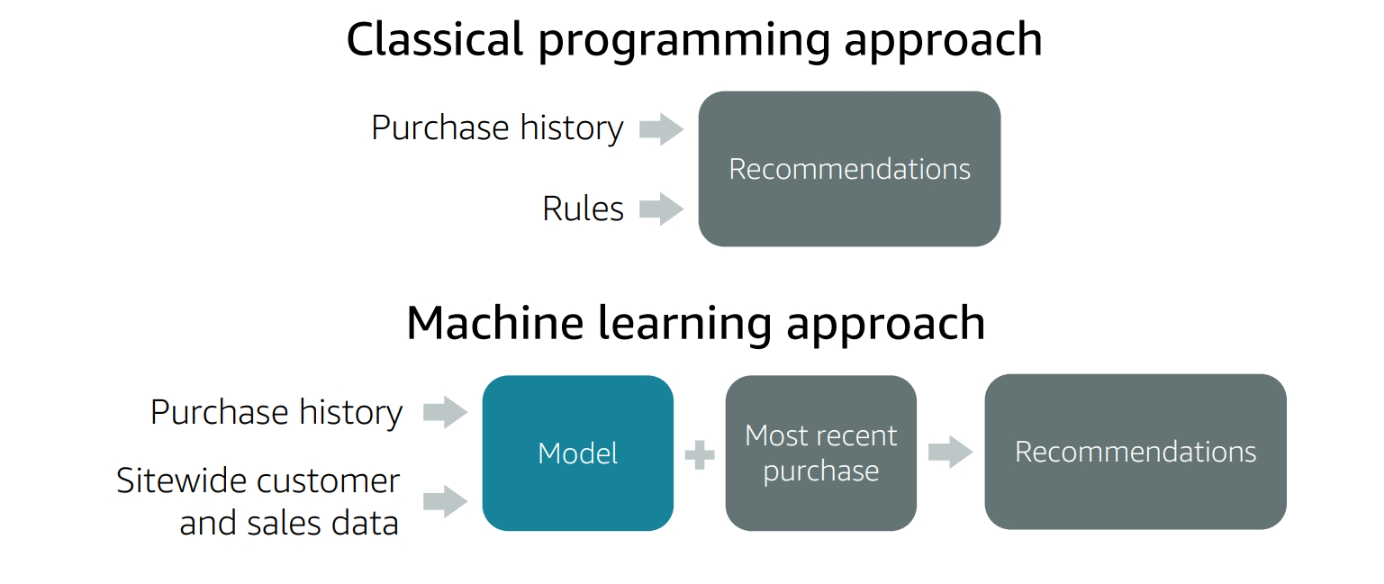 Classical programming approach
Purchase history
Rules
Recommendations
Machine learning approach
Purchase history
Sitewide customer
and sales data
Model
Most recent
purchase
Recommendations